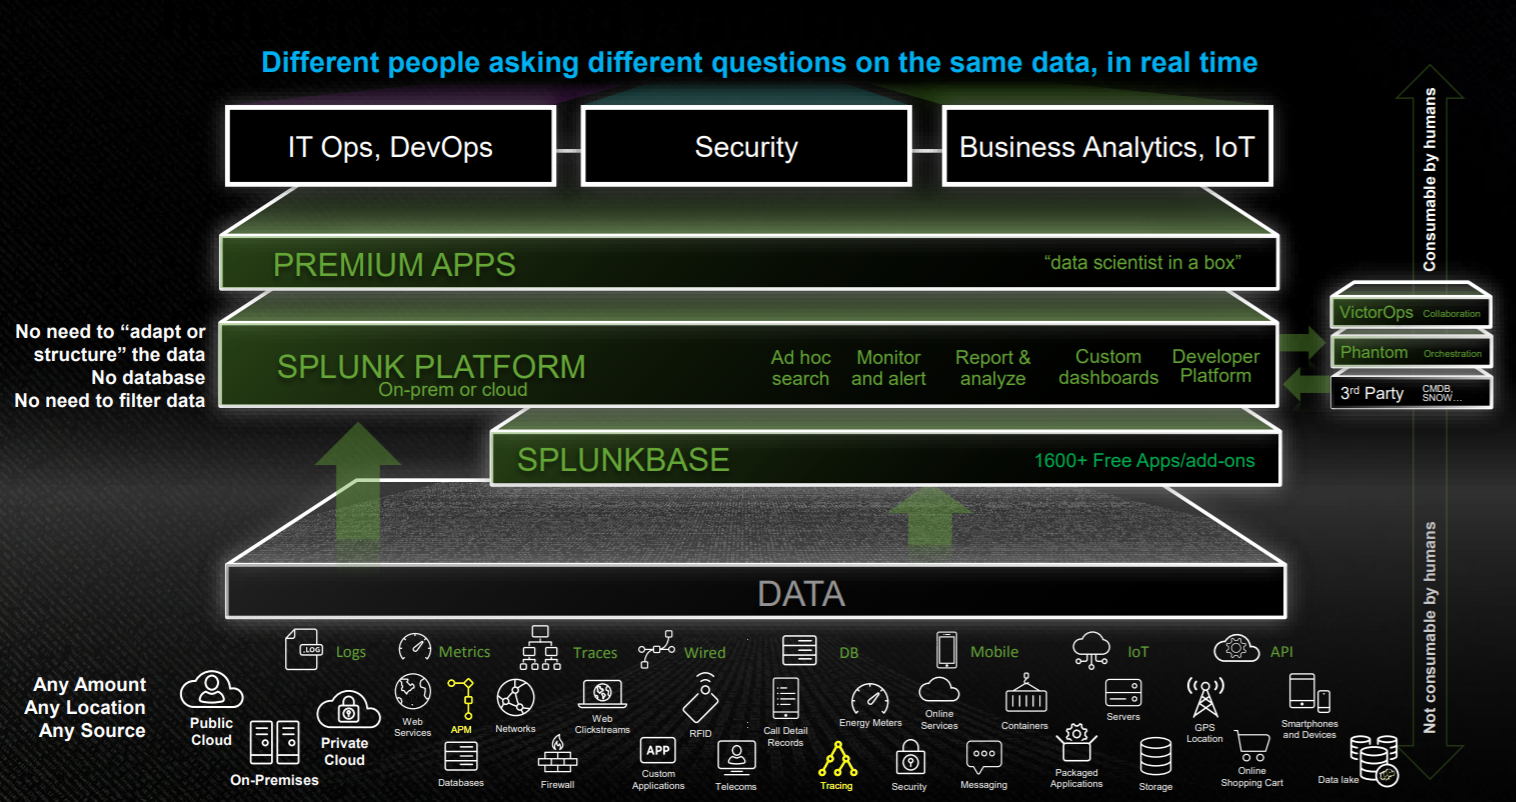 Different people asking different questions on the same data, in real time
IT Ops, DevOps
Security
Business Analytics, IoT
PREMIUM APPS
“data scientist in a box”
No need to “adapt or
structure” the data
No database
No need to filter data
SPLUNK PLATFORM
On-prem or cloud
Ad hoc
search
Monitor
and alert
Report &
analyze
Custom
dashboards
Developer
Platform
SPLUNKBASE
1600+ Free Apps/add-ons
DATA
Consumable by humans
VictorOps Collaboration
Phantom Orchestration
3rd Party
CMDB,
SNOW…
Not consumable by humans
.LOG
Logs
Metrics
Traces
Wired
DB
Mobile
IoT
API
Any Amount
Any Location
Any Source
Public
Cloud
On-Premises
Private
Cloud
Web
Services
APM
Networks
Web
Clickstreams
RFID
Call Detail
Records
Energy Meters
Online
Services
Containers
Servers
GPS
Location
Smartphones
and Devices
Databases
Firewall
APP
Custom
Applications
Telecoms
Tracing
Security
Messaging
Packaged
Applications
Storage
Online
Shopping Cart
Data lake